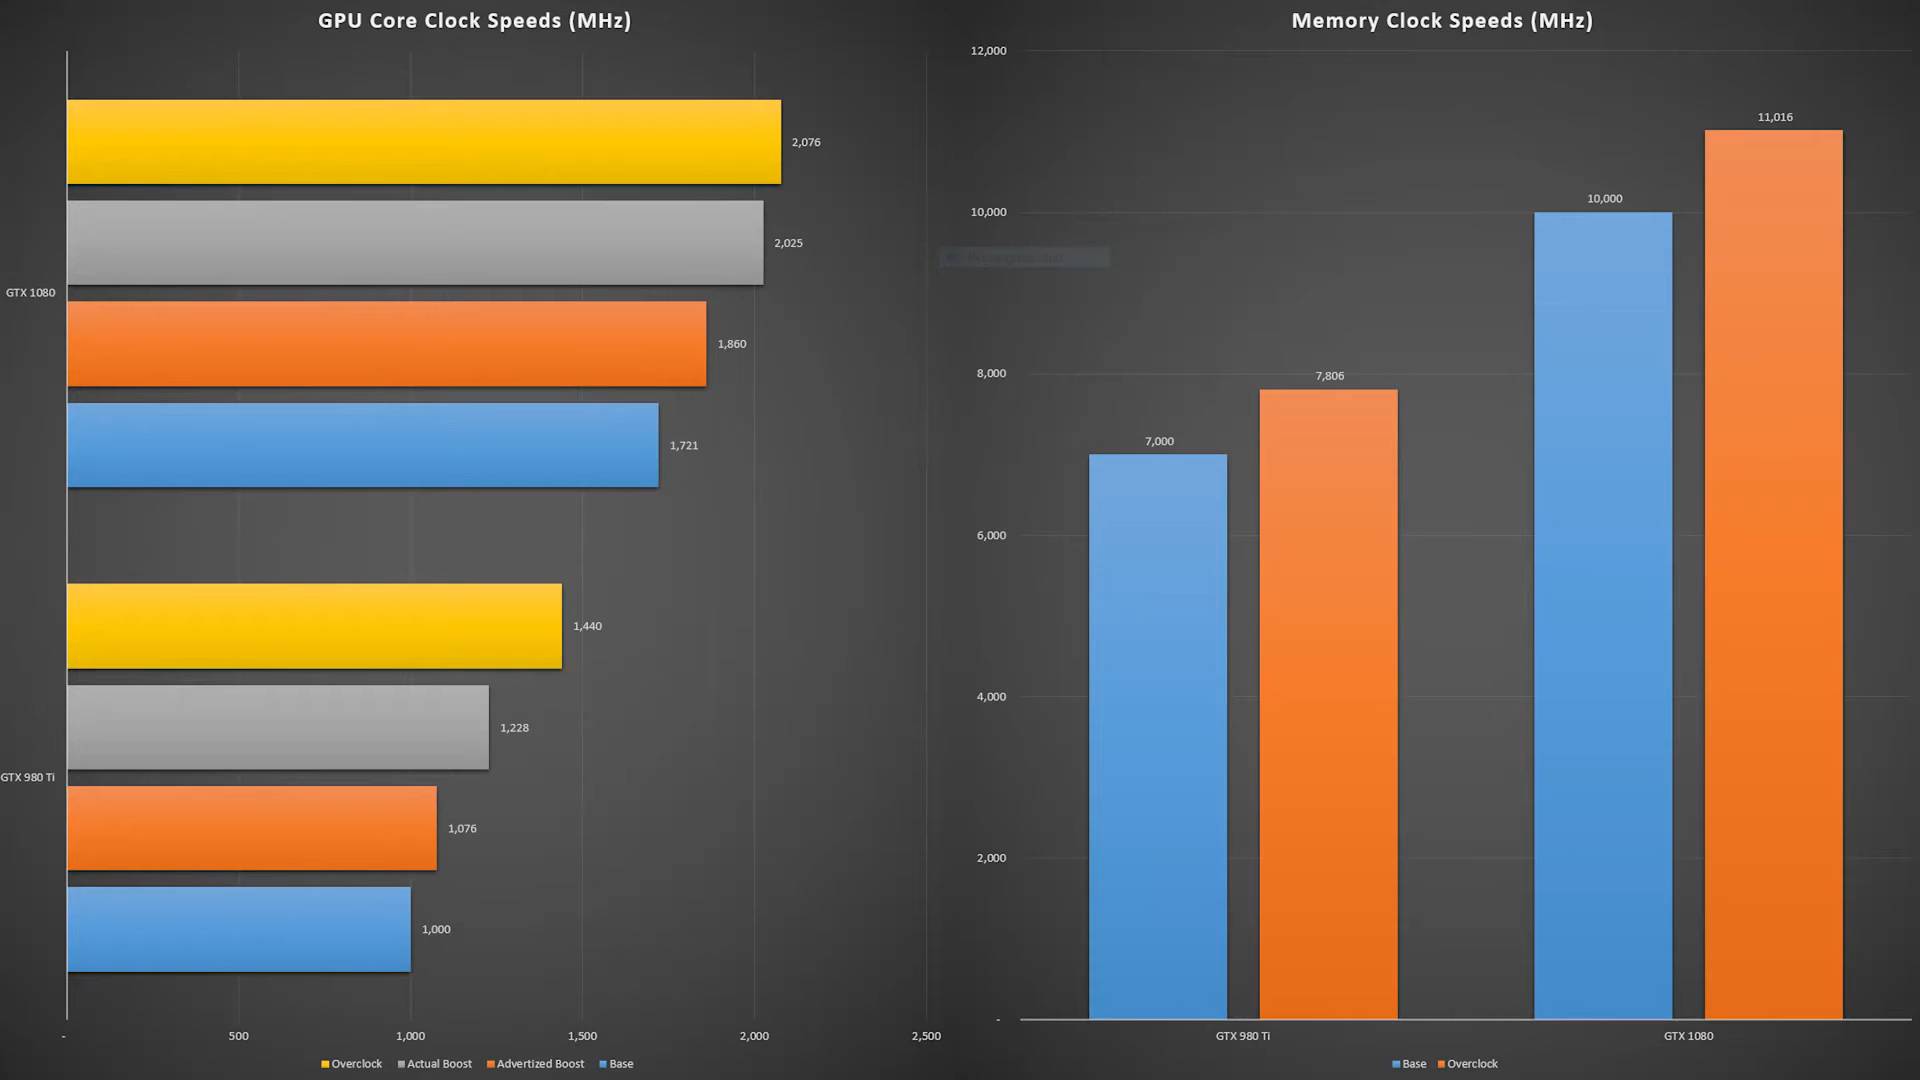 GPU Core Clock Speeds (MHz)
2,076
2,025
GTX 1080
1,860
1,721
1,440
1,228
GTX 980 Ti
1,076
1,000
-
500
1,000
1,500
2,000
2,500
Overclock
Actual Boost
Advertized Boost
Base
Memory Clock Speeds (MHz)
12,000
10,000
8,000
6,000
4,000
2,000
-
7,000
7,806
10,000
11,016
GTX 980 Ti
GTX 1080
Base
Overclock